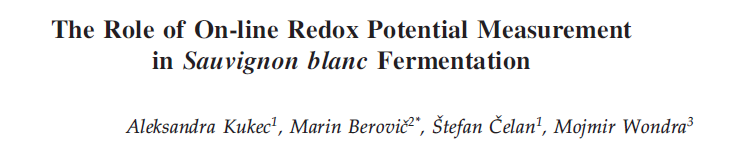 The Role of On-line Redox Potential Measurement
in Sauvignon blanc Fermentation
Aleksandra Kukec¹, Marin Berovič²*, Štefan Čelan¹, Mojmir Wondra³